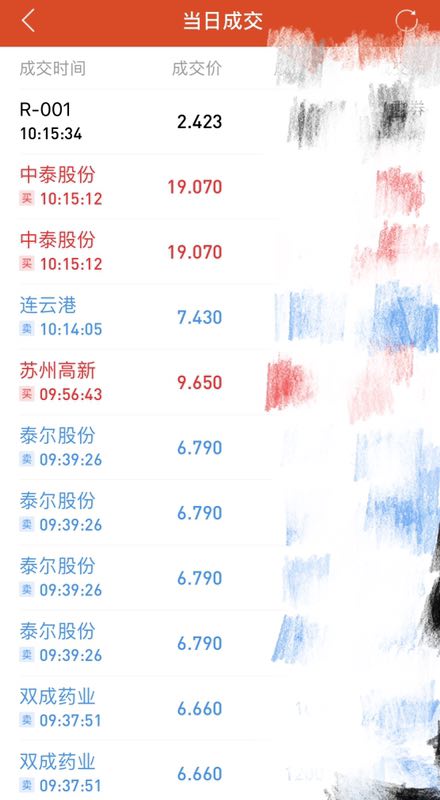 当日成交
成交时间 成交价
R-001 2.423
10:15:34
中泰股份 19.070
买 10:15:12
中泰股份 19.070
买 10:15:12
连云港 7.430
卖 10:14:05
苏州高新 9.650
买 09:56:43
泰尔股份 6.790
卖 09:39:26
泰尔股份 6.790
卖 09:39:26
泰尔股份 6.790
卖 09:39:26
泰尔股份 6.790
卖 09:39:26
双成药业 6.660
卖 09:37:51
双成药业 6.660
卖 09:37:51